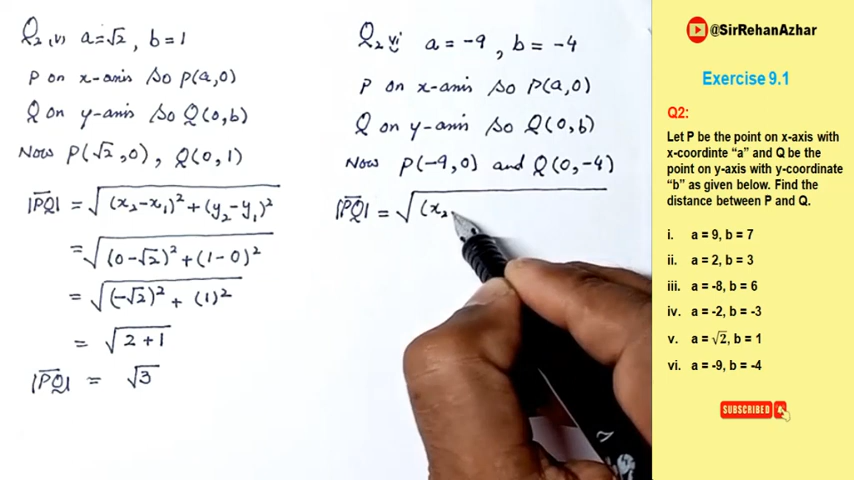 Q2 (v) a = √2, b = 1
P on x-axis So P(a, 0)
Q on y-axis So Q(0, b)
Now P(√2, 0), Q(0, 1)
|PQ| = √((x₂ - x₁)² + (y₂ - y₁)²)
= √((0 - √2)² + (1 - 0)²)
= √((-√2)² + (1)²)
= √(2 + 1)
|PQ| = √3
Q2 vi a = -9, b = -4
P on x-axis So P(a, 0)
Q on y-axis So Q(0, b)
Now P(-9, 0) and Q(0, -4)
|PQ| = √((x₂
@SirRehanAzhar
Exercise 9.1
Q2:
Let P be the point on x-axis with
x-coordinte “a” and Q be the
point on y-axis with y-coordinate
“b” as given below. Find the
distance between P and Q.
i. a = 9, b = 7
ii. a = 2, b = 3
iii. a = -8, b = 6
iv. a = -2, b = -3
v. a = √2, b = 1
vi. a = -9, b = -4
SUBSCRIBED